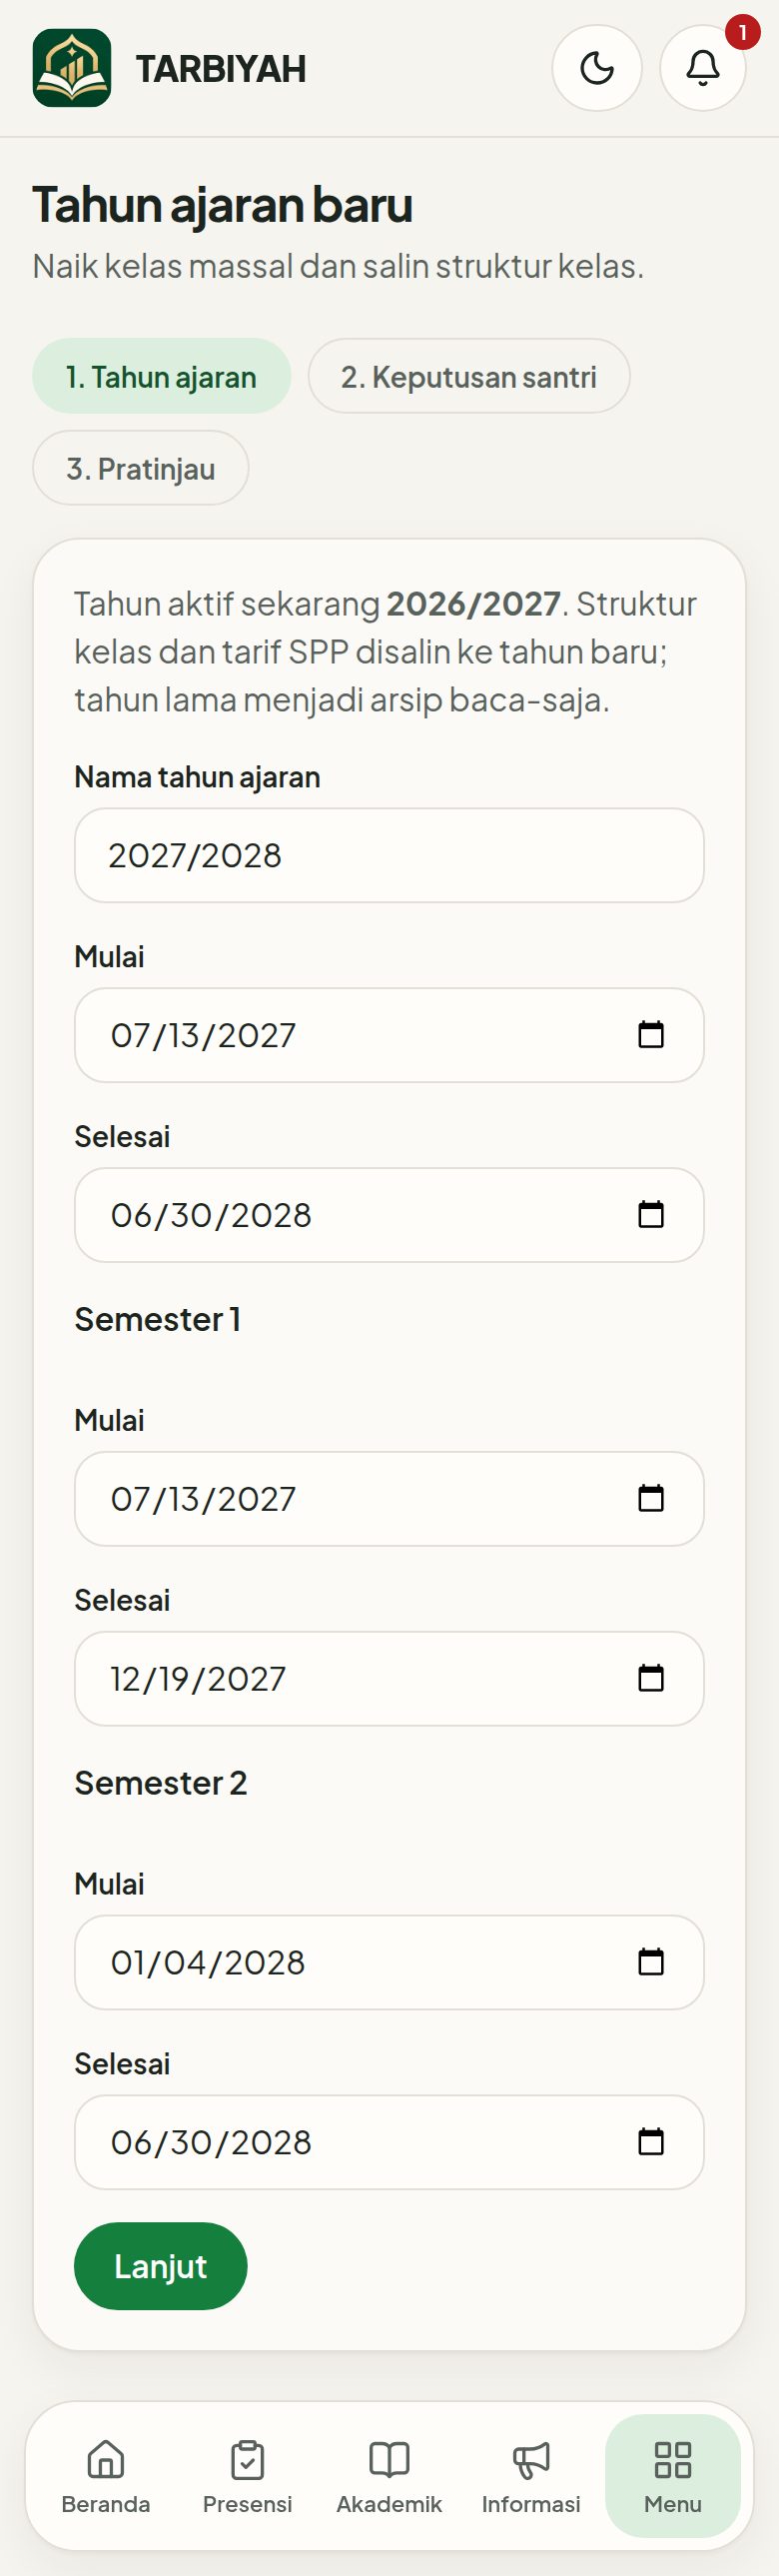 TARBIYAH
1
Tahun ajaran baru
Naik kelas massal dan salin struktur kelas.
1. Tahun ajaran
2. Keputusan santri
3. Pratinjau
Tahun aktif sekarang 2026/2027. Struktur
kelas dan tarif SPP disalin ke tahun baru;
tahun lama menjadi arsip baca-saja.
Nama tahun ajaran
2027/2028
Mulai
07/13/2027
Selesai
06/30/2028
Semester 1
Mulai
07/13/2027
Selesai
12/19/2027
Semester 2
Mulai
01/04/2028
Selesai
06/30/2028
Lanjut
Beranda
Presensi
Akademik
Informasi
Menu